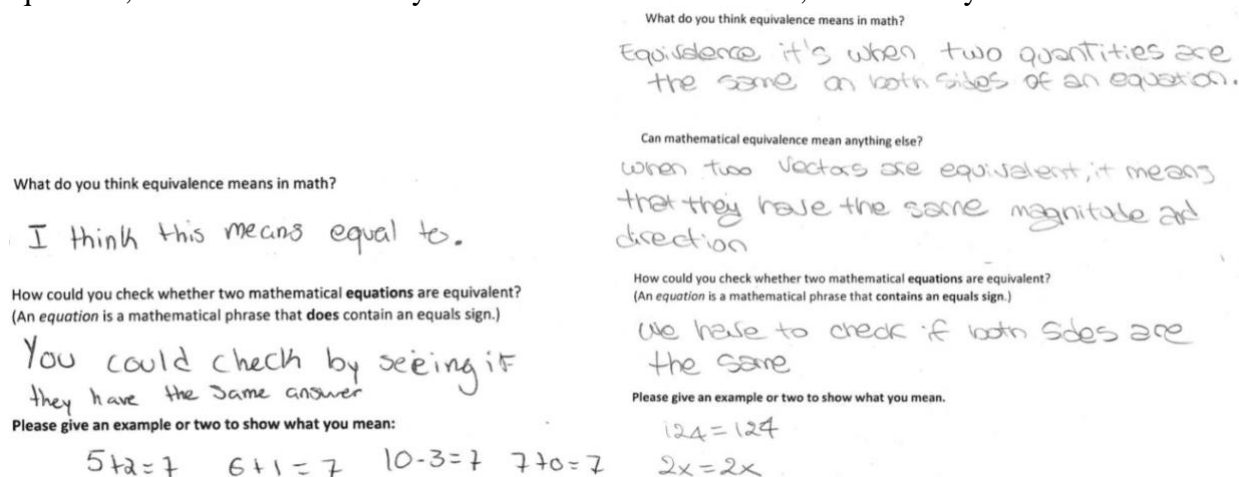 What do you think equivalence means in math?
I think this means equal to.
How could you check whether two mathematical equations are equivalent?
(An equation is a mathematical phrase that does contain an equals sign.)
You could check by seeing if
they have the same answer
Please give an example or two to show what you mean:
5+2=7 6+1=7 10-3=7 7+0=7
What do you think equivalence means in math?
Equivalence it's when two quantities are
the same on both sides of an equation.
Can mathematical equivalence mean anything else?
when two vectors are equivalent, it means
that they have the same magnitude and
direction
How could you check whether two mathematical equations are equivalent?
(An equation is a mathematical phrase that contains an equals sign.)
we have to check if both sides are
the same
Please give an example or two to show what you mean.
124=124
2x=2x